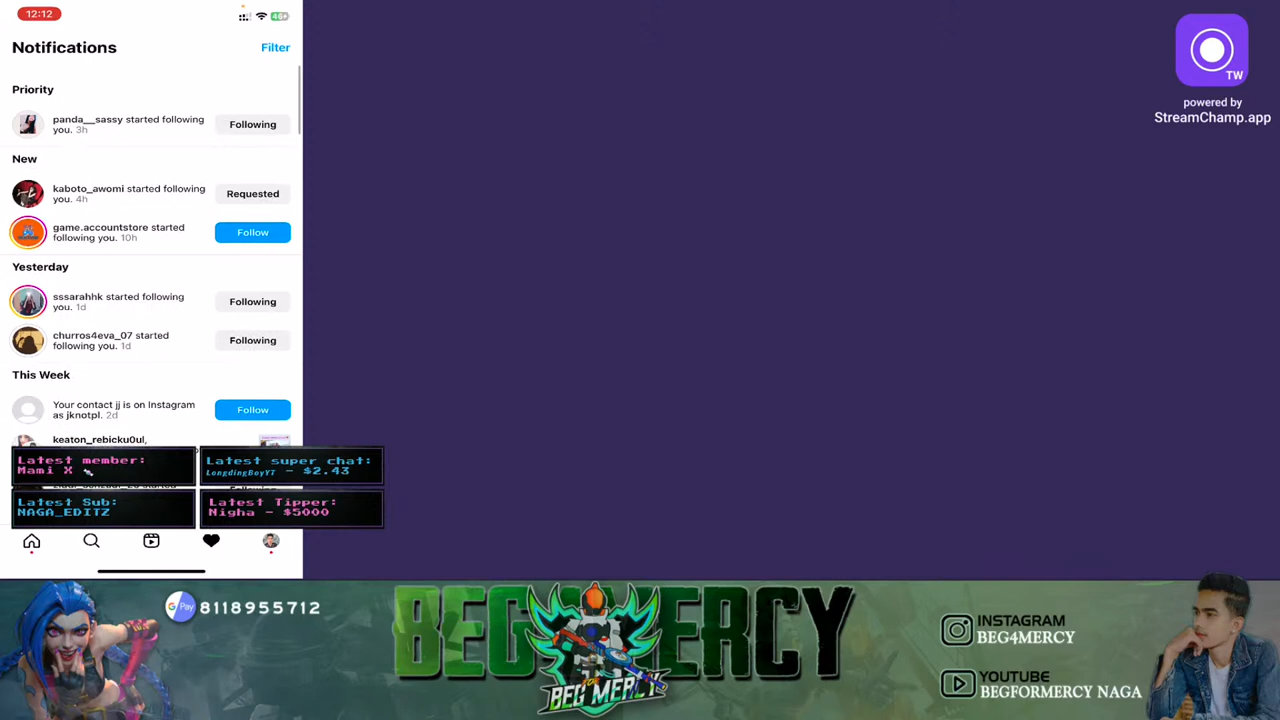 12:12
Notifications
Filter
Priority
panda__sassy started following
you. 3h
Following
New
kaboto_awomi started following
you. 4h
Requested
game.accountstore started
following you. 10h
Follow
Yesterday
sssarahhk started following
you. 1d
Following
churros4eva_07 started
following you. 1d
Following
This Week
Your contact jj is on Instagram
as jknotpl. 2d
Follow
keaton_rebicku0ul,
Latest member:
Mami X
Latest super chat:
LongdingBoyYT - $2.43
Latest Sub:
NAGA_EDITZ
Latest Tipper:
Nigha - $5000
TW
powered by
StreamChamp.app
G Pay 8118955712
BEG4MERCY
BEG MERCY
INSTAGRAM
BEG4MERCY
YOUTUBE
BEGFORMERCY NAGA